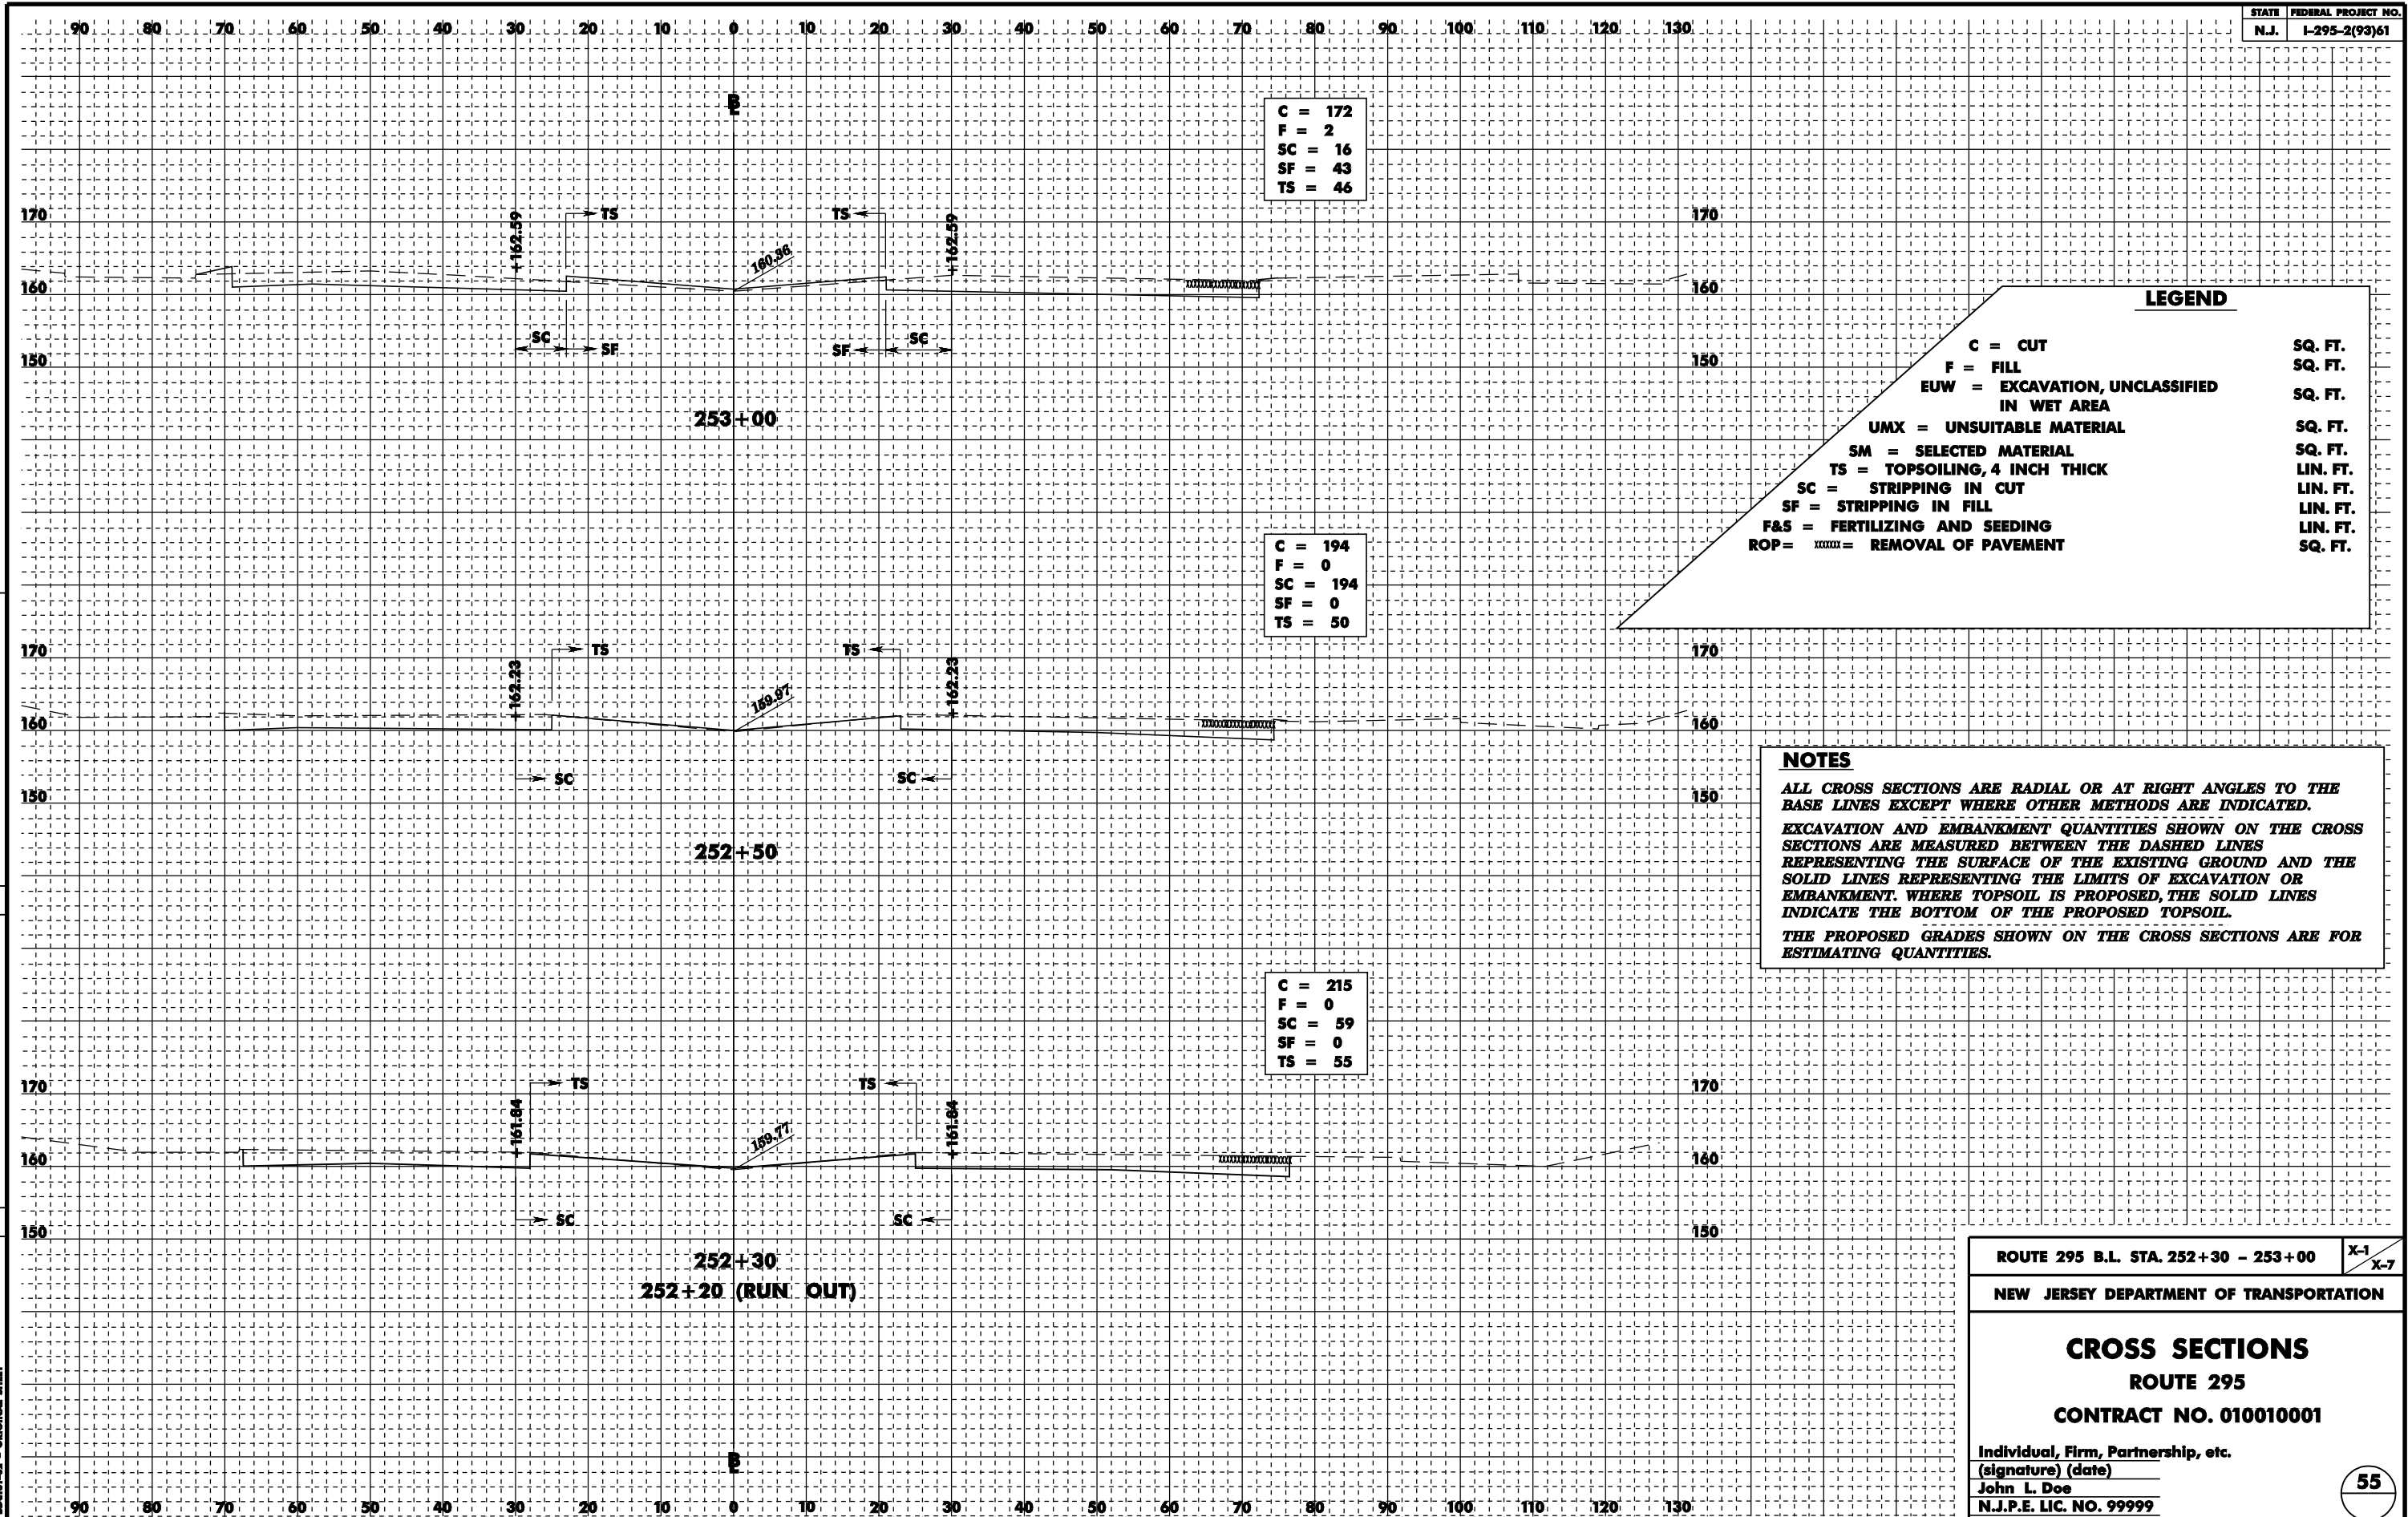 STATE FEDERAL PROJECT NO.
N.J. I-295-2(93)61
90 80 70 60 50 40 30 20 10 0 10 20 30 40 50 60 70 80 90 100 110 120 130
C = 172
F = 2
SC = 16
SF = 43
TS = 46
170 +162.59 TS TS +162.59 170
160 160.36 160
150 SC SF SF SC 150
253+00
LEGEND
C = CUT SQ. FT.
F = FILL SQ. FT.
EUW = EXCAVATION, UNCLASSIFIED
IN WET AREA SQ. FT.
UMX = UNSUITABLE MATERIAL SQ. FT.
SM = SELECTED MATERIAL SQ. FT.
TS = TOPSOILING, 4 INCH THICK LIN. FT.
SC = STRIPPING IN CUT LIN. FT.
SF = STRIPPING IN FILL LIN. FT.
F&S = FERTILIZING AND SEEDING LIN. FT.
ROP= = REMOVAL OF PAVEMENT SQ. FT.
C = 194
F = 0
SC = 194
SF = 0
TS = 50
170 +162.23 TS TS +162.23 170
160 159.97 160
SC SC
150 150
252+50
NOTES
ALL CROSS SECTIONS ARE RADIAL OR AT RIGHT ANGLES TO THE
BASE LINES EXCEPT WHERE OTHER METHODS ARE INDICATED.
EXCAVATION AND EMBANKMENT QUANTITIES SHOWN ON THE CROSS
SECTIONS ARE MEASURED BETWEEN THE DASHED LINES
REPRESENTING THE SURFACE OF THE EXISTING GROUND AND THE
SOLID LINES REPRESENTING THE LIMITS OF EXCAVATION OR
EMBANKMENT. WHERE TOPSOIL IS PROPOSED, THE SOLID LINES
INDICATE THE BOTTOM OF THE PROPOSED TOPSOIL.
THE PROPOSED GRADES SHOWN ON THE CROSS SECTIONS ARE FOR
ESTIMATING QUANTITIES.
C = 215
F = 0
SC = 59
SF = 0
TS = 55
170 +161.84 TS TS +161.84 170
160 159.77 160
SC SC
150 150
252+30
252+20 (RUN OUT)
ROUTE 295 B.L. STA. 252+30 - 253+00 X-1 X-7
NEW JERSEY DEPARTMENT OF TRANSPORTATION
CROSS SECTIONS
ROUTE 295
CONTRACT NO. 010010001
Individual, Firm, Partnership, etc.
(signature) (date)
John L. Doe
N.J.P.E. LIC. NO. 99999
55
90 80 70 60 50 40 30 20 10 0 10 20 30 40 50 60 70 80 90 100 110 120 130